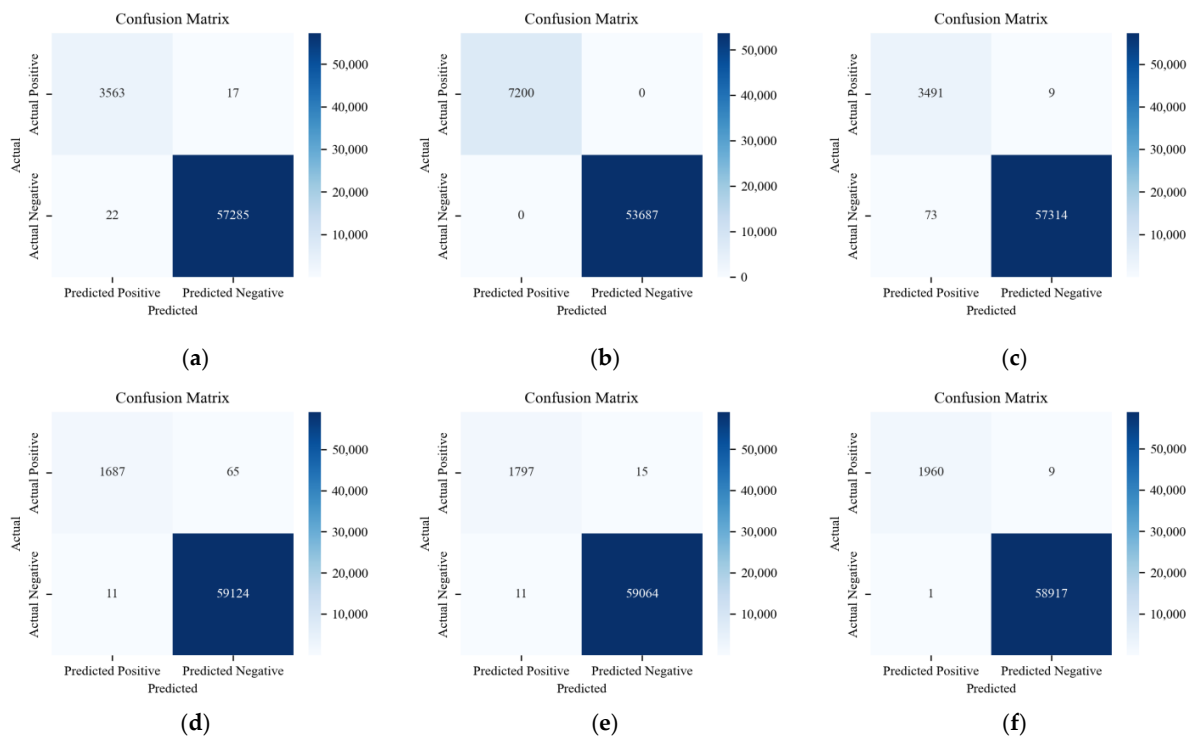 Confusion Matrix
Actual
Actual Positive
Actual Negative
3563 17
22 57285
Predicted Positive Predicted Negative
Predicted
50,000
40,000
30,000
20,000
10,000
(a)
Confusion Matrix
Actual
Actual Positive
Actual Negative
7200 0
0 53687
Predicted Positive Predicted Negative
Predicted
50,000
40,000
30,000
20,000
10,000
0
(b)
Confusion Matrix
Actual
Actual Positive
Actual Negative
3491 9
73 57314
Predicted Positive Predicted Negative
Predicted
50,000
40,000
30,000
20,000
10,000
(c)
Confusion Matrix
Actual
Actual Positive
Actual Negative
1687 65
11 59124
Predicted Positive Predicted Negative
Predicted
50,000
40,000
30,000
20,000
10,000
(d)
Confusion Matrix
Actual
Actual Positive
Actual Negative
1797 15
11 59064
Predicted Positive Predicted Negative
Predicted
50,000
40,000
30,000
20,000
10,000
(e)
Confusion Matrix
Actual
Actual Positive
Actual Negative
1960 9
1 58917
Predicted Positive Predicted Negative
Predicted
50,000
40,000
30,000
20,000
10,000
(f)